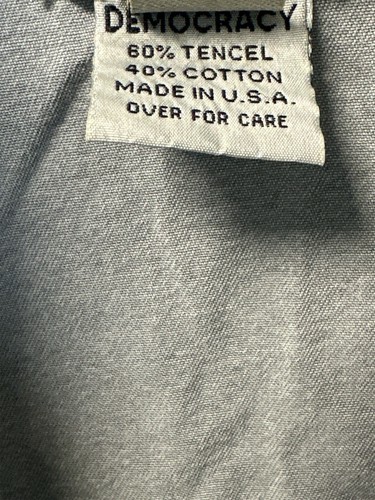 DEMOCRACY
60% TENCEL
40% COTTON
MADE IN U.S.A.
OVER FOR CARE